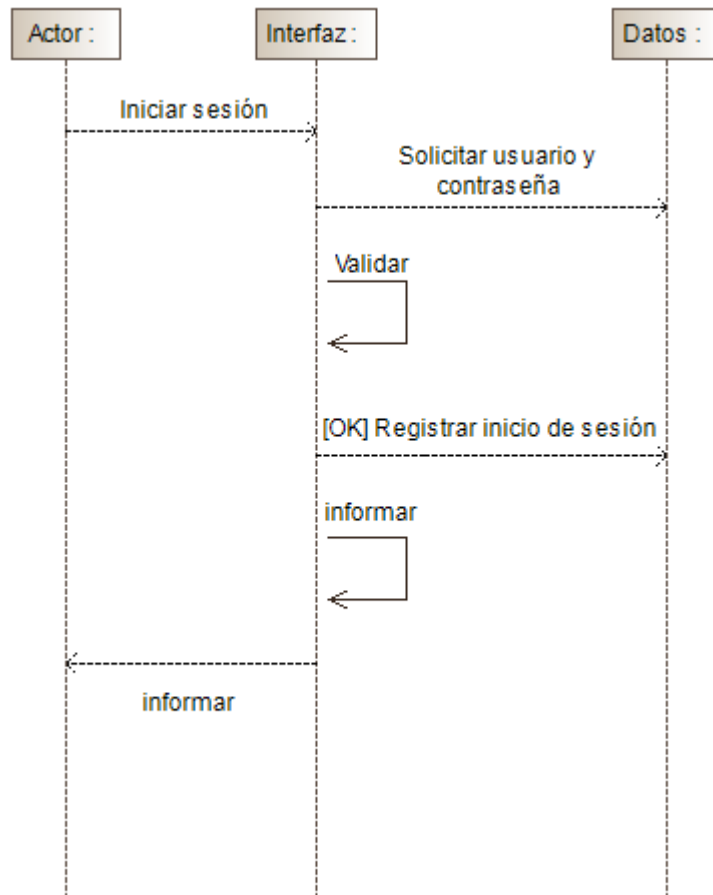 Actor :
Interfaz :
Datos :
Iniciar sesión
Solicitar usuario y
contraseña
Validar
[OK] Registrar inicio de sesión
informar
informar